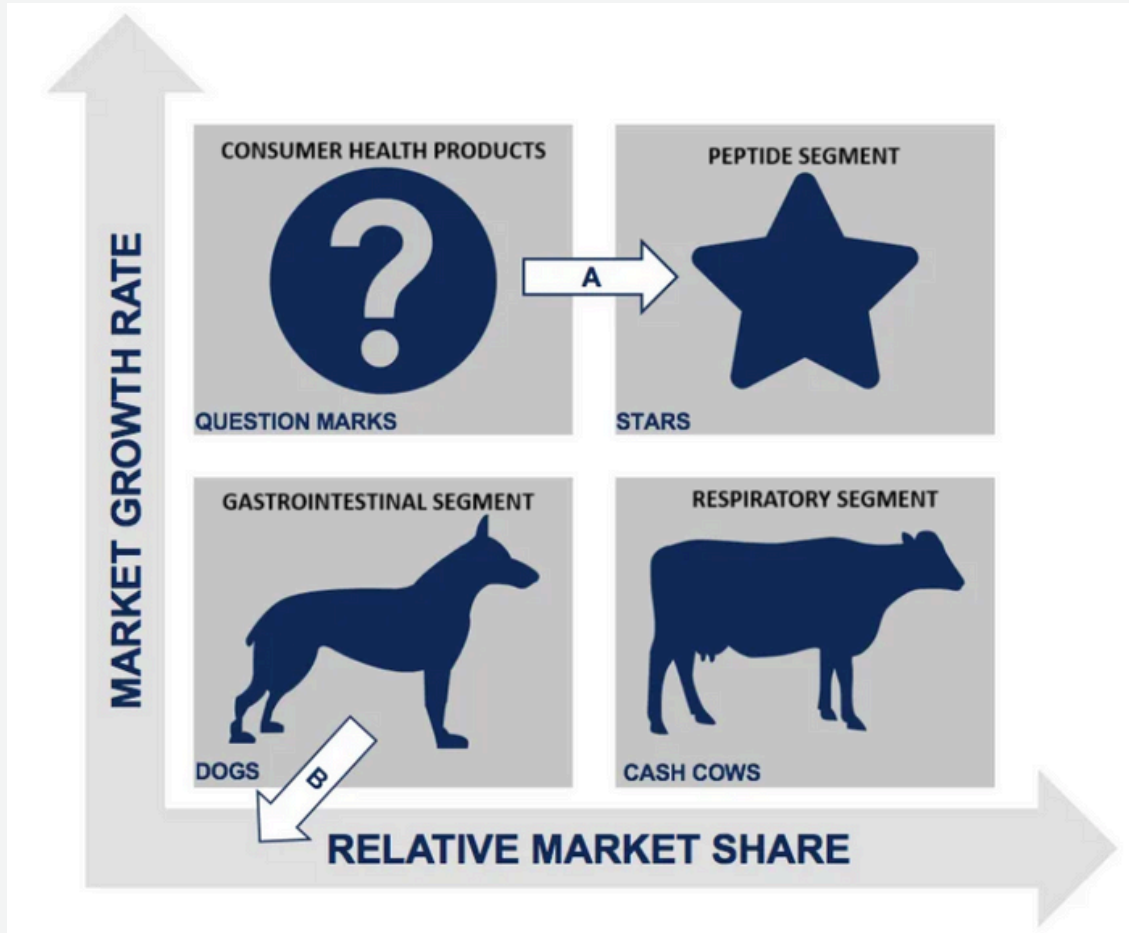 CONSUMER HEALTH PRODUCTS
?
QUESTION MARKS
A
PEPTIDE SEGMENT
STARS
MARKET GROWTH RATE
GASTROINTESTINAL SEGMENT
DOGS
B
RESPIRATORY SEGMENT
CASH COWS
RELATIVE MARKET SHARE